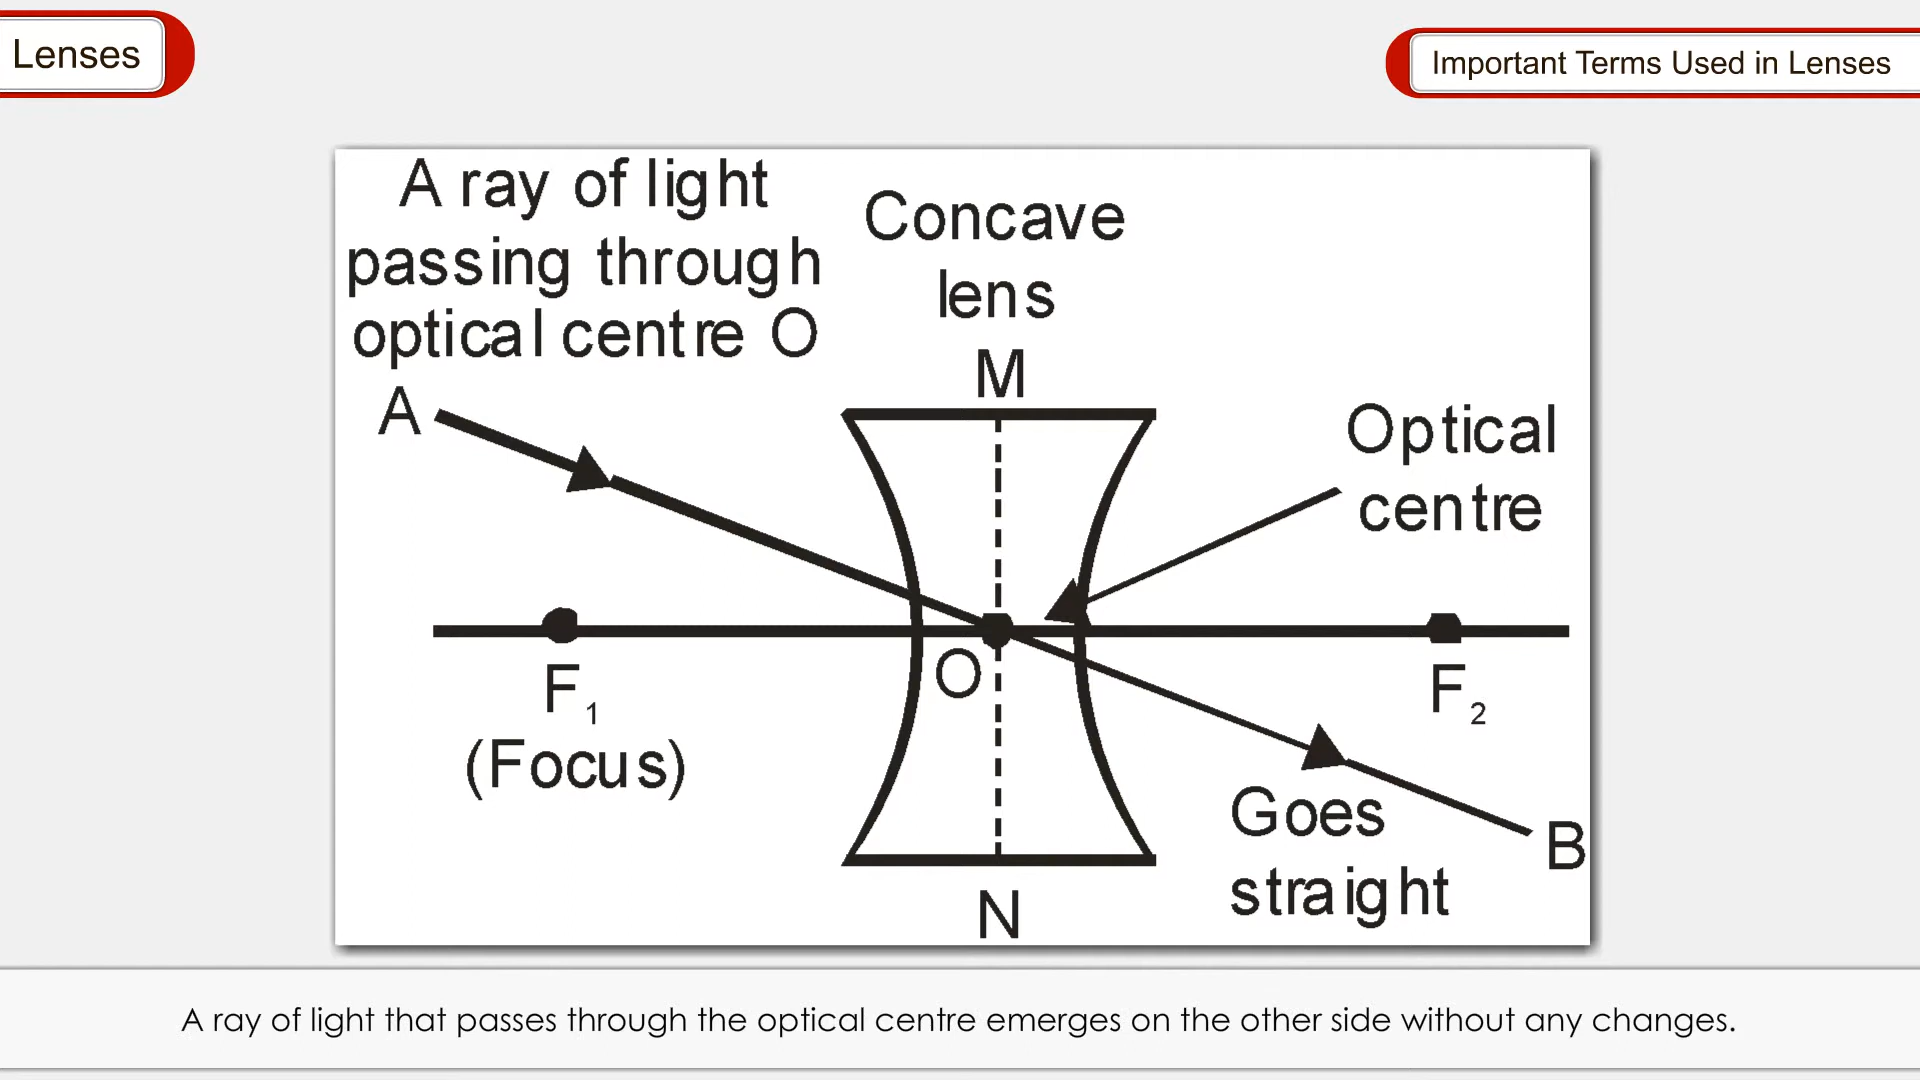 Lenses
Important Terms Used in Lenses
A ray of light
passing through
optical centre O
Concave
lens
M
A
Optical
centre
O
F1
(Focus)
F2
Goes
straight
B
N
A ray of light that passes through the optical centre emerges on the other side without any changes.